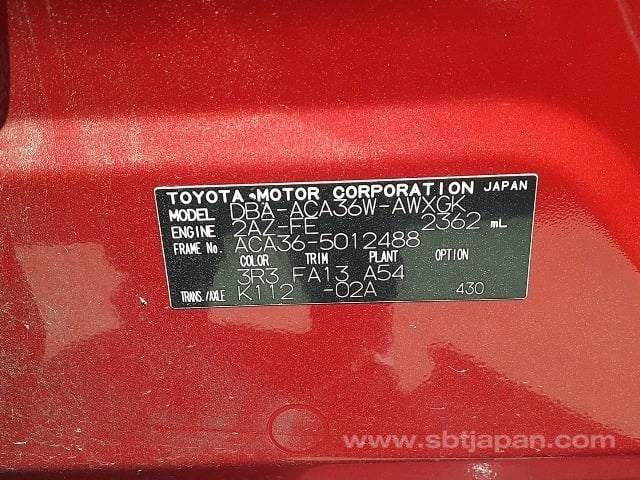 TOYOTA MOTOR CORPORATION JAPAN
MODEL DBA-ACA36W-AWXGK
ENGINE 2AZ-FE 2362 mL
FRAME No. ACA36-5012488
COLOR TRIM PLANT OPTION
3R3 FA13 A54
TRANS./AXLE K112 -02A 430
www.sbtjapan.com